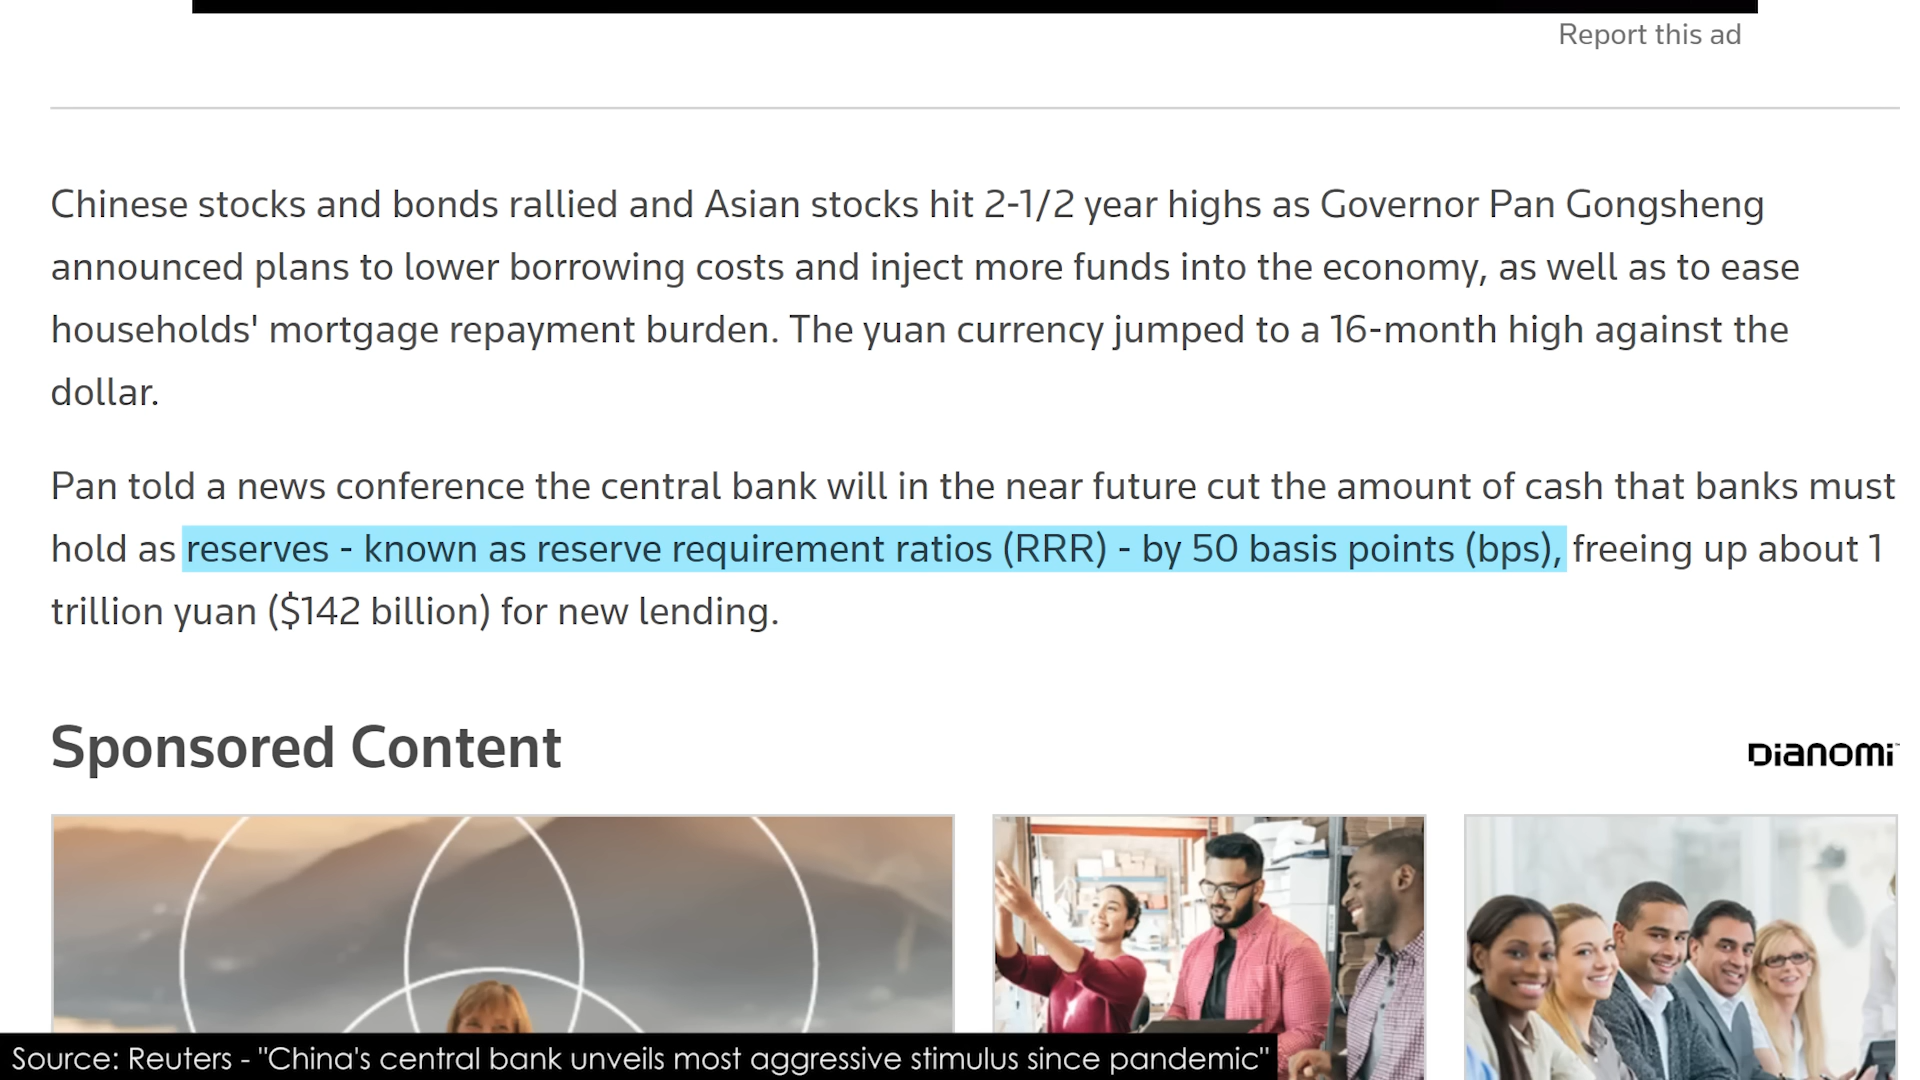 Report this ad
Chinese stocks and bonds rallied and Asian stocks hit 2-1/2 year highs as Governor Pan Gongsheng
announced plans to lower borrowing costs and inject more funds into the economy, as well as to ease
households' mortgage repayment burden. The yuan currency jumped to a 16-month high against the
dollar.
Pan told a news conference the central bank will in the near future cut the amount of cash that banks must
hold as reserves - known as reserve requirement ratios (RRR) - by 50 basis points (bps), freeing up about 1
trillion yuan ($142 billion) for new lending.
Sponsored Content
DIANOMI
Source: Reuters - "China's central bank unveils most aggressive stimulus since pandemic"